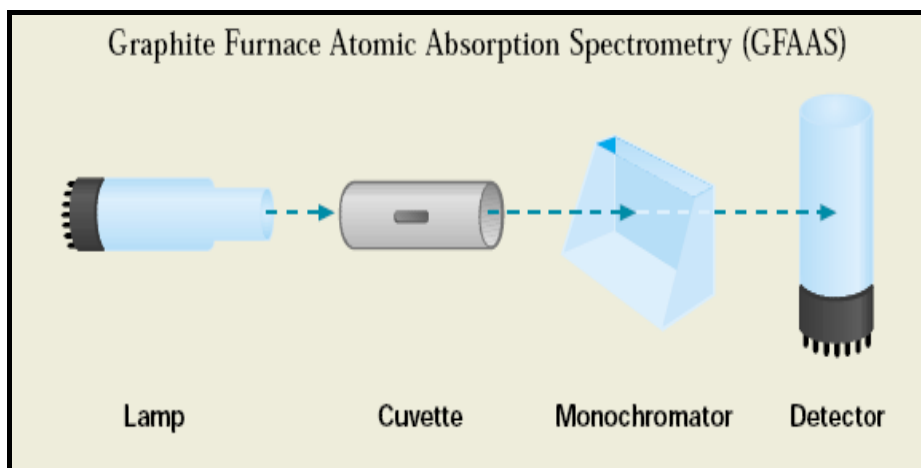 Graphite Furnace Atomic Absorption Spectrometry (GFAAS)
Lamp
Cuvette
Monochromator
Detector